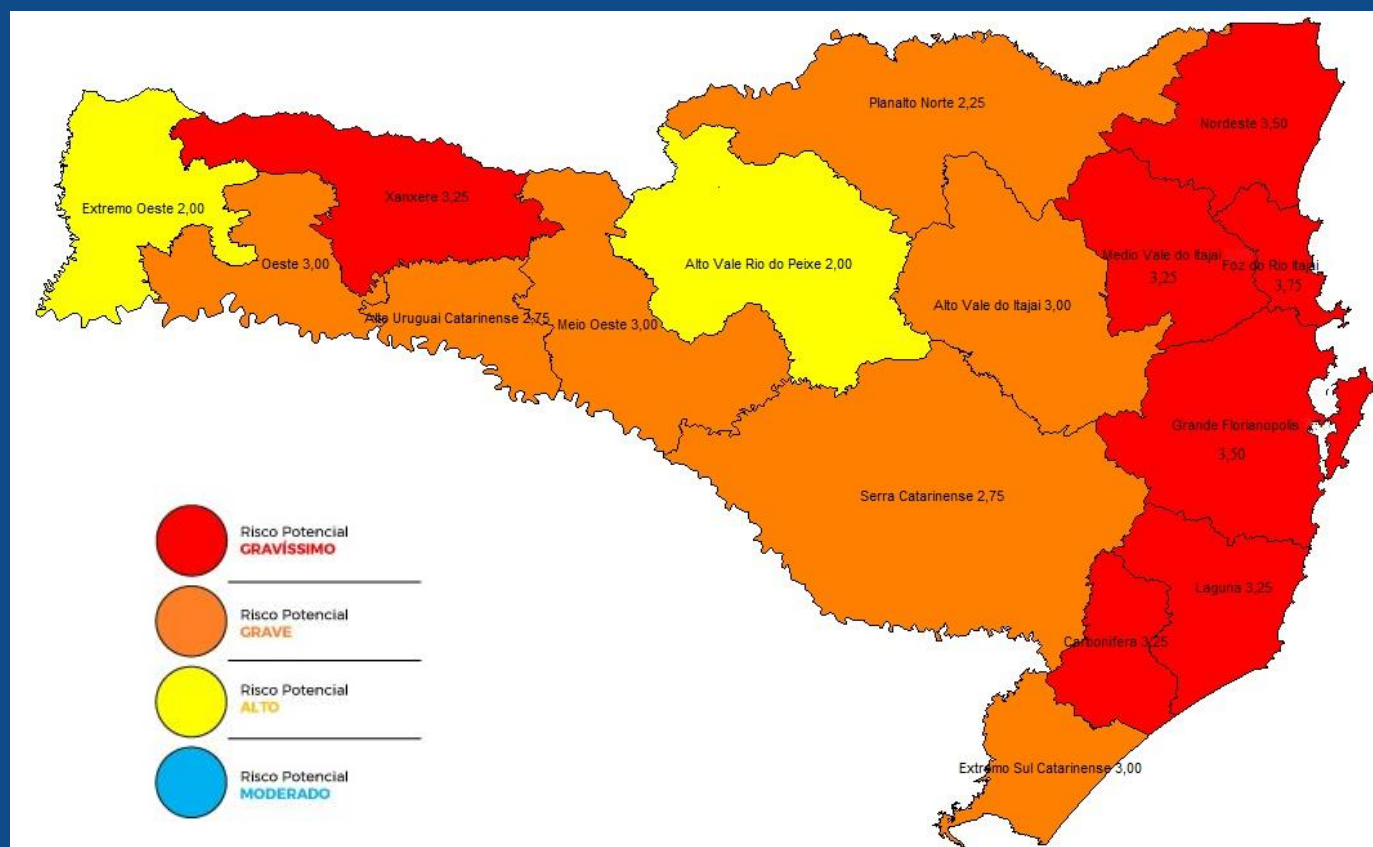 Planalto Norte 2,25
Nordeste 3,50
Xanxere 3,25
Extremo Oeste 2,00
Oeste 3,00
Alto Vale Rio do Peixe 2,00
Medio Vale do Itajai
3,25
Foz do Rio Itajai
3,75
Alto Vale do Itajai 3,00
Alto Uruguai Catarinense 2,75
Meio Oeste 3,00
Grande Florianopolis
3,50
Serra Catarinense 2,75
Laguna 3,25
Carbonifera 3,25
Extremo Sul Catarinense 3,00
Risco Potencial
GRAVÍSSIMO
Risco Potencial
GRAVE
Risco Potencial
ALTO
Risco Potencial
MODERADO